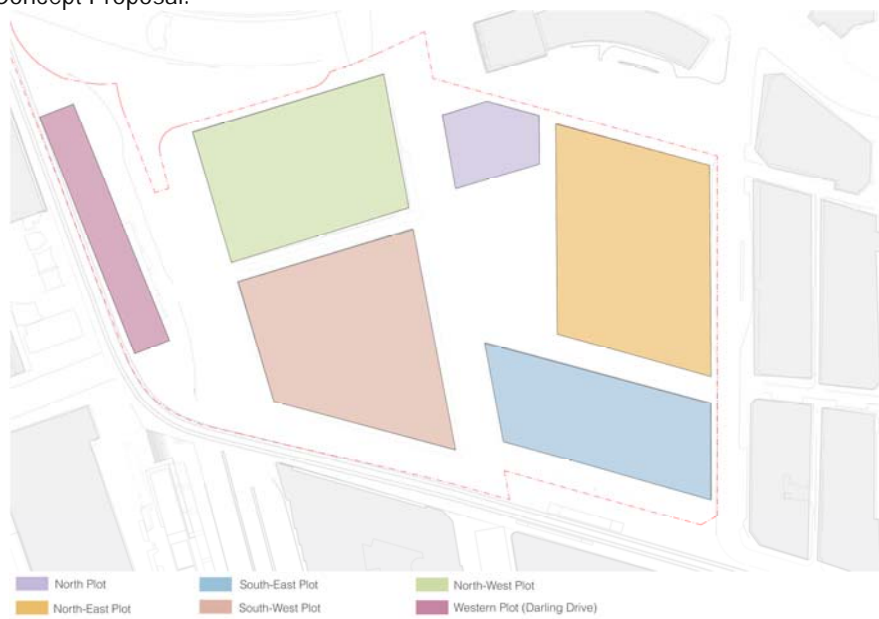 Concept Proposal.
North Plot
South-East Plot
North-West Plot
North-East Plot
South-West Plot
Western Plot (Darling Drive)